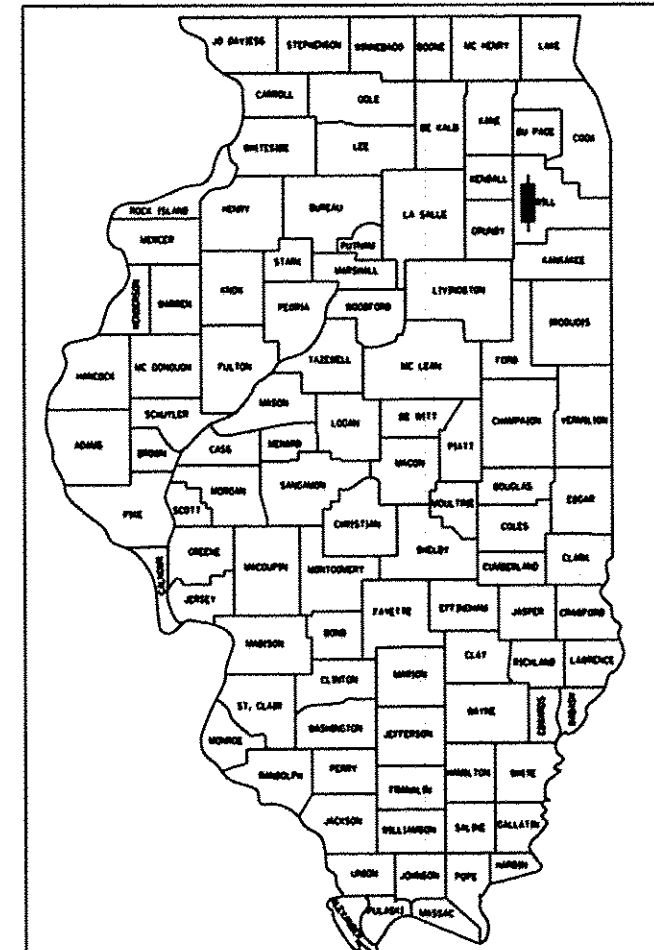 JO DAVIESS STEPHENSON WINNEBAGO BOONE MC HENRY LAKE
CARROLL OGLE DE KALB KANE DU PAGE COOK
WHITESIDE LEE KENDALL WILL
ROCK ISLAND HENRY BUREAU LA SALLE GRUNDY
MERCER PUTNAM KANKAKEE
STARK MARSHALL
HENDERSON WARREN KNOX PEORIA WOODFORD LIVINGSTON IROQUOIS
HANCOCK MC DONOUGH FULTON TAZEWELL MC LEAN FORD
SCHUYLER MASON LOGAN DE WITT CHAMPAIGN VERMILION
ADAMS BROWN CASS MENARD MACON PIATT
PIKE SCOTT MORGAN SANGAMON CHRISTIAN MOULTRIE DOUGLAS EDGAR
COLES
CALHOUN GREENE MACOUPIN MONTGOMERY SHELBY CUMBERLAND CLARK
JERSEY FAYETTE EFFINGHAM JASPER CRAWFORD
MADISON BOND CLAY RICHLAND LAWRENCE
CLINTON MARION
ST. CLAIR WASHINGTON JEFFERSON WAYNE EDWARDS WABASH
MONROE
RANDOLPH PERRY FRANKLIN HAMILTON WHITE
JACKSON WILLIAMSON SALINE GALLATIN
UNION JOHNSON POPE HARDIN
ALEXANDER PULASKI MASSAC